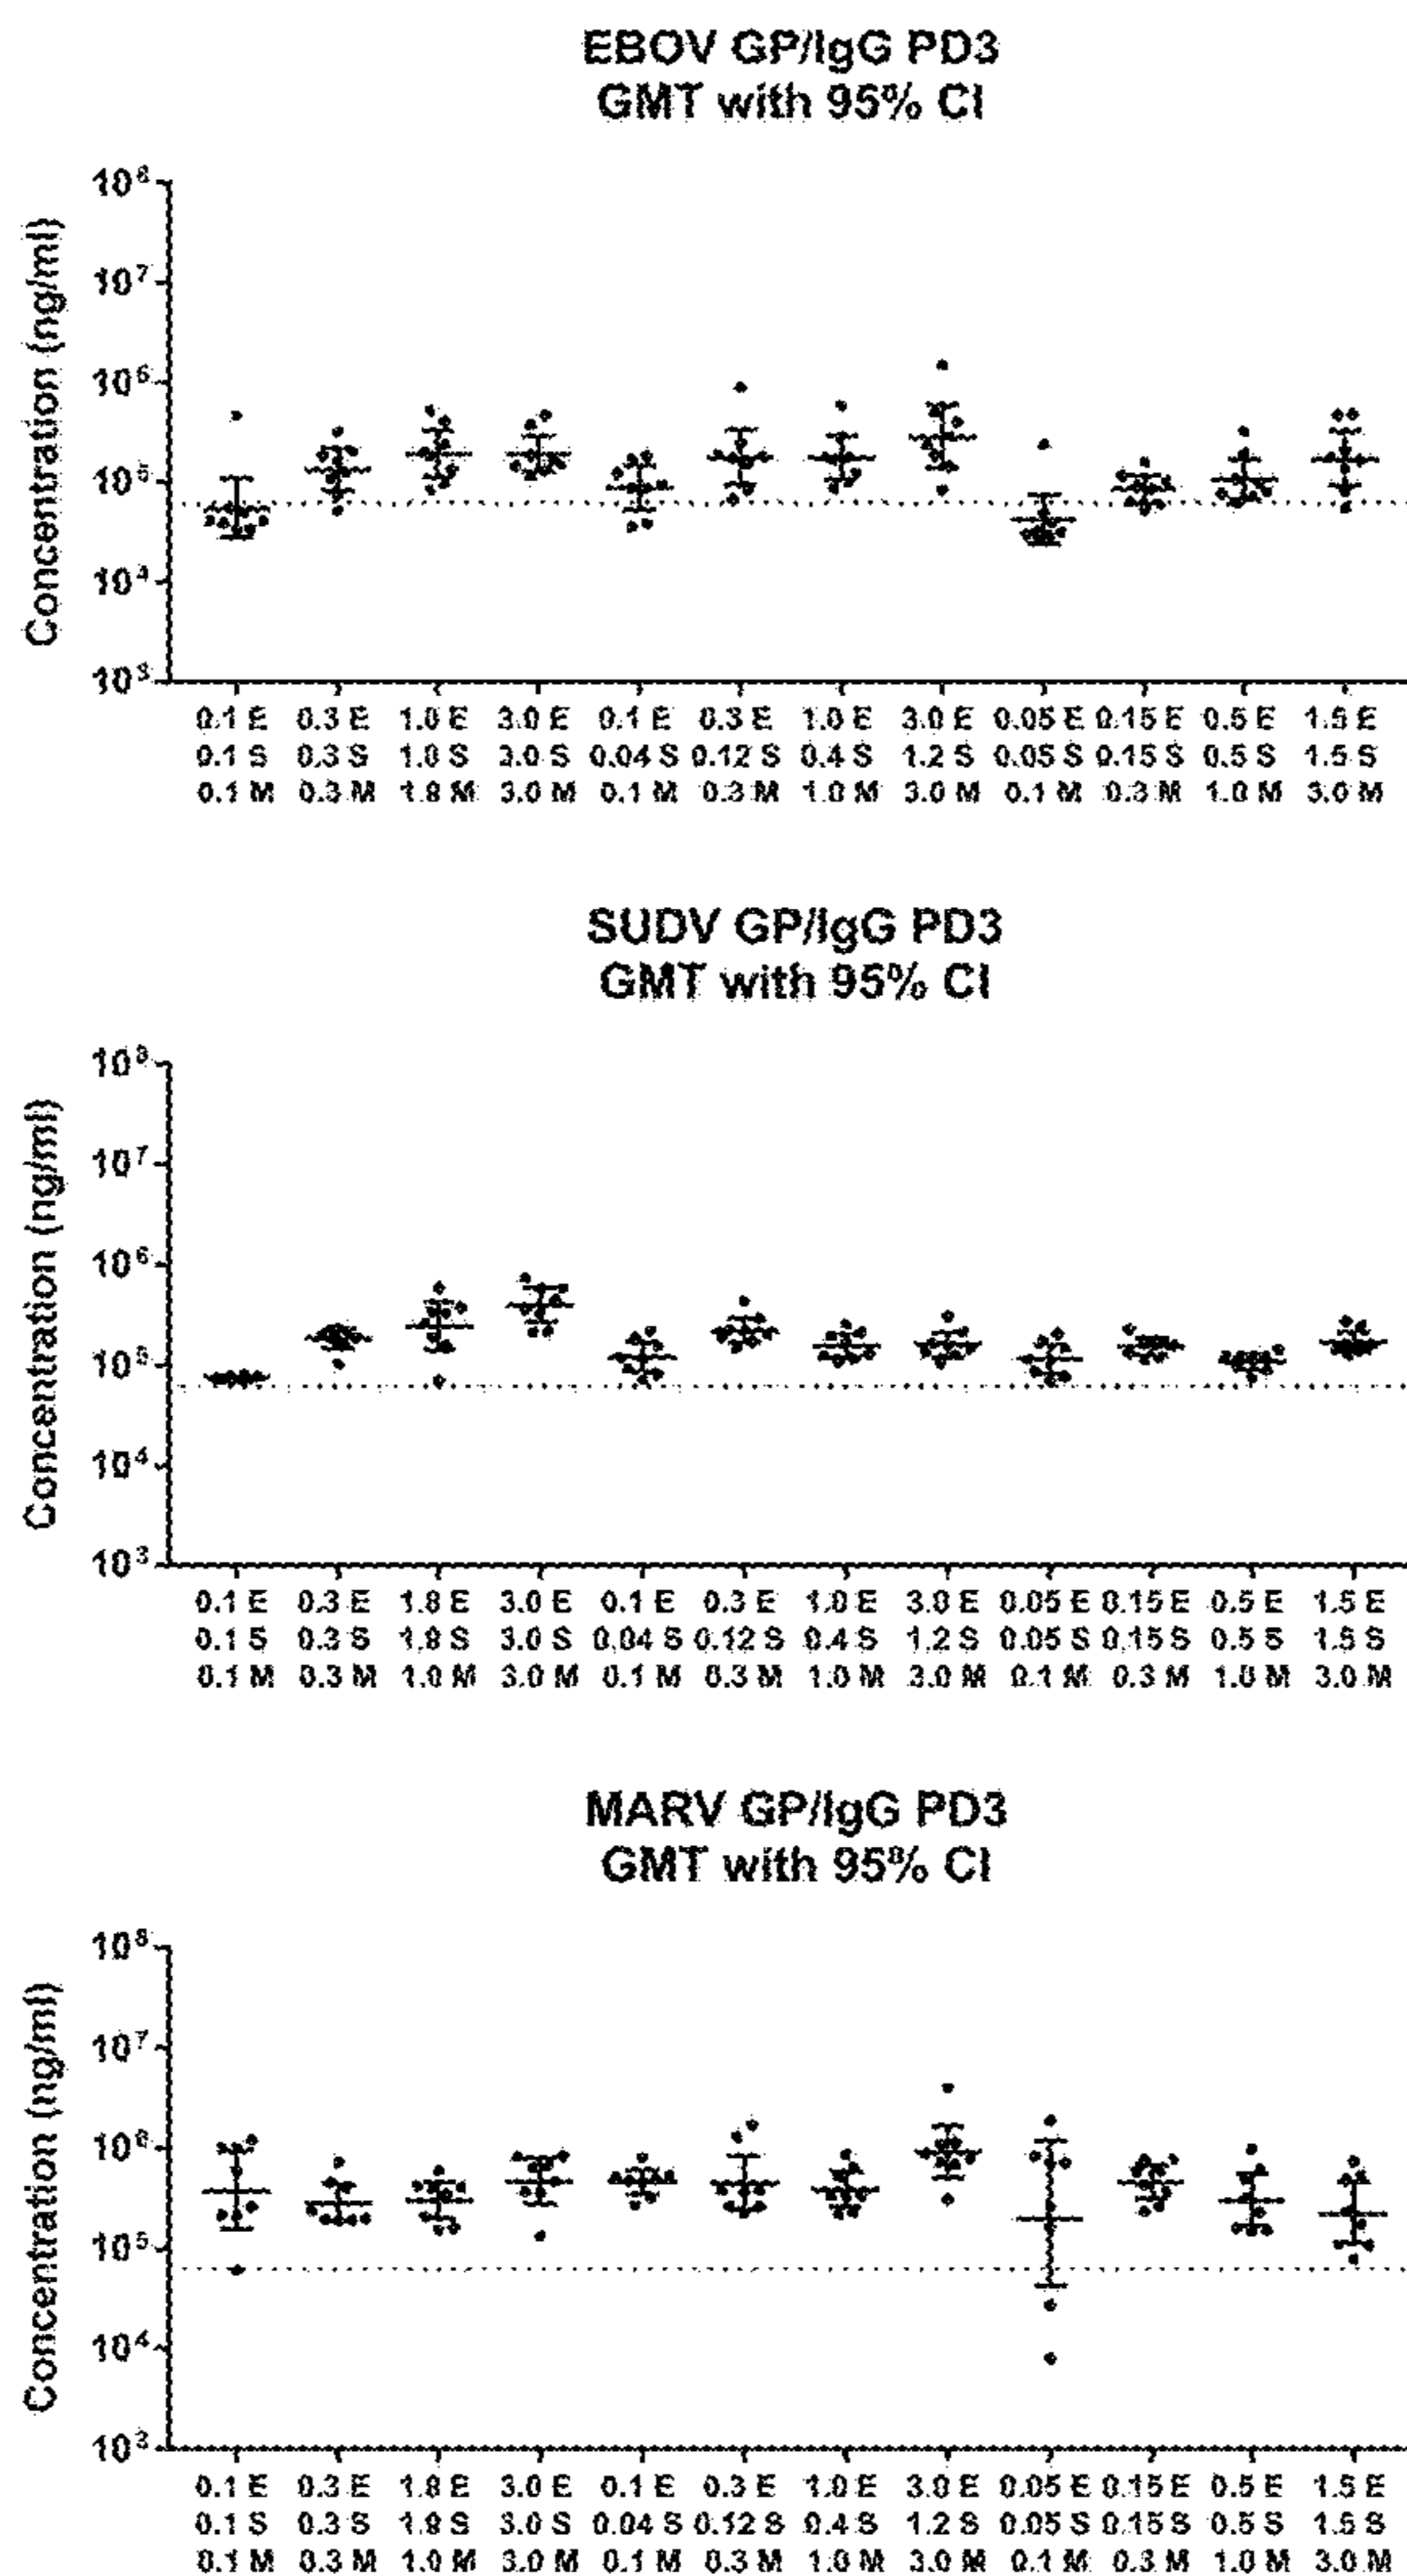 EBOV GP/IgG PD3
GMT with 95% CI
Concentration (ng/ml)
10⁸
10⁷
10⁶
10⁵
10⁴
10³
0.1 E 0.3 E 1.0 E 3.0 E 0.1 E 0.3 E 1.0 E 3.0 E 0.05 E 0.15 E 0.5 E 1.5 E
0.1 S 0.3 S 1.0 S 3.0 S 0.04 S 0.12 S 0.4 S 1.2 S 0.05 S 0.15 S 0.5 S 1.5 S
0.1 M 0.3 M 1.0 M 3.0 M 0.1 M 0.3 M 1.0 M 3.0 M 0.1 M 0.3 M 1.0 M 3.0 M
SUDV GP/IgG PD3
GMT with 95% CI
Concentration (ng/ml)
10⁸
10⁷
10⁶
10⁵
10⁴
10³
0.1 E 0.3 E 1.0 E 3.0 E 0.1 E 0.3 E 1.0 E 3.0 E 0.05 E 0.15 E 0.5 E 1.5 E
0.1 S 0.3 S 1.0 S 3.0 S 0.04 S 0.12 S 0.4 S 1.2 S 0.05 S 0.15 S 0.5 S 1.5 S
0.1 M 0.3 M 1.0 M 3.0 M 0.1 M 0.3 M 1.0 M 3.0 M 0.1 M 0.3 M 1.0 M 3.0 M
MARV GP/IgG PD3
GMT with 95% CI
Concentration (ng/ml)
10⁸
10⁷
10⁶
10⁵
10⁴
10³
0.1 E 0.3 E 1.0 E 3.0 E 0.1 E 0.3 E 1.0 E 3.0 E 0.05 E 0.15 E 0.5 E 1.5 E
0.1 S 0.3 S 1.0 S 3.0 S 0.04 S 0.12 S 0.4 S 1.2 S 0.05 S 0.15 S 0.5 S 1.5 S
0.1 M 0.3 M 1.0 M 3.0 M 0.1 M 0.3 M 1.0 M 3.0 M 0.1 M 0.3 M 1.0 M 3.0 M